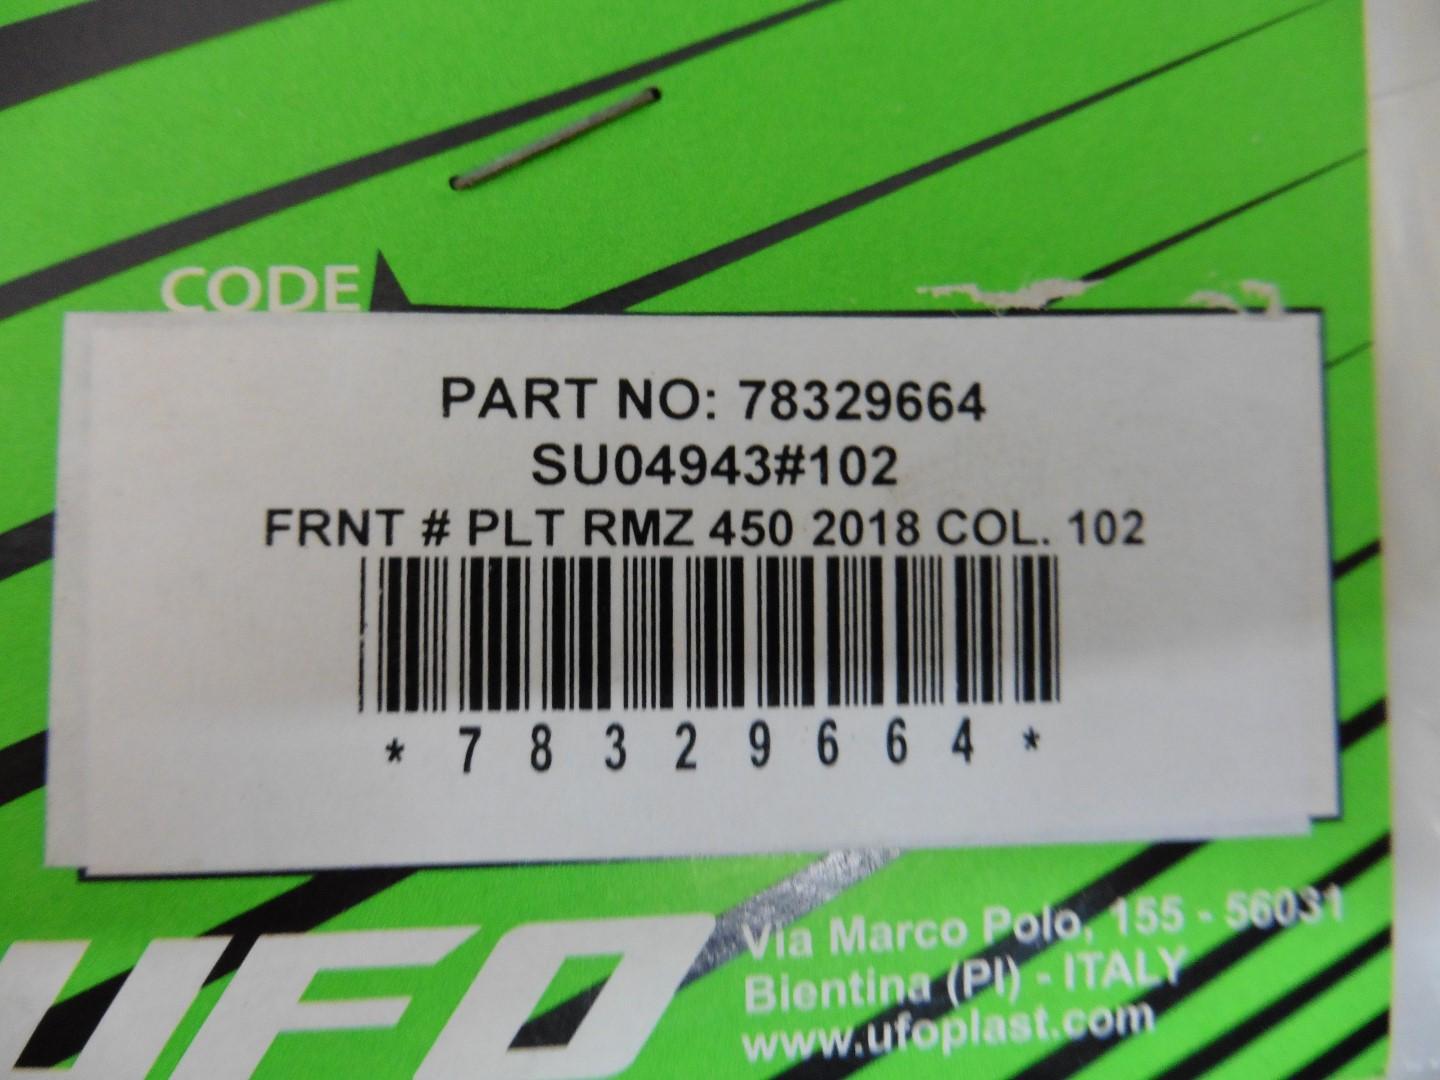 CODE
PART NO: 78329664
SU04943#102
FRNT # PLT RMZ 450 2018 COL. 102
* 7 8 3 2 9 6 6 4 *
UFO
Via Marco Polo, 155 - 56031
Bientina (PI) - ITALY
www.ufoplast.com